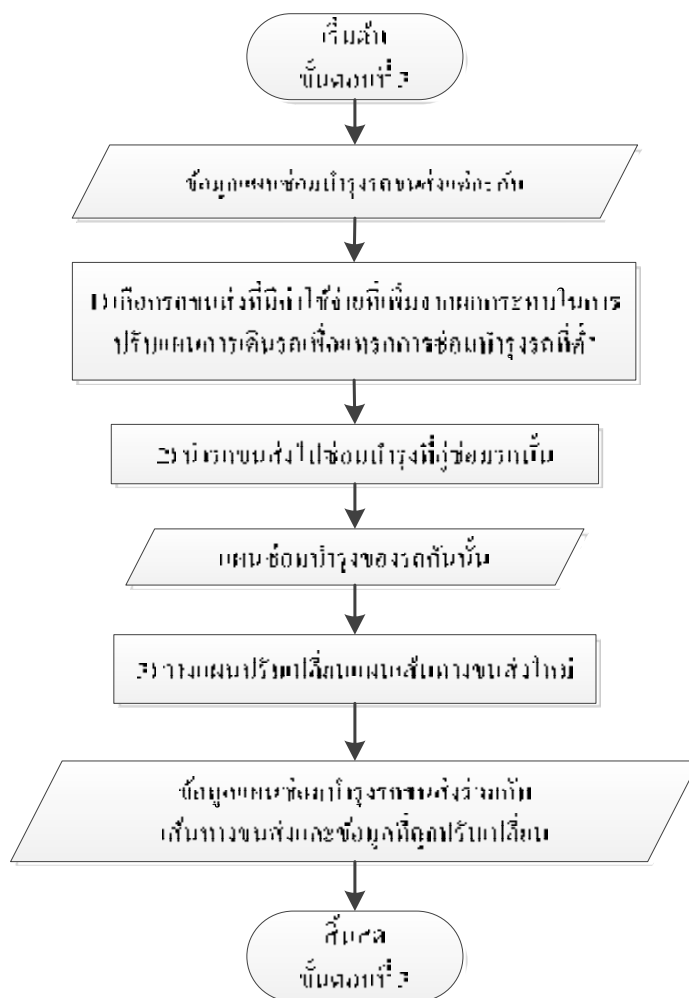 เริ่มต้น
ขั้นตอนที่ 3
ข้อมูลแผนซ่อมบำรุงรถขนส่งแต่ละคัน
1) เลือกรถขนส่งที่มีค่าใช้จ่ายที่เพิ่มจากผลกระทบในการ
ปรับแผนการเดินรถเพื่อแทรกการซ่อมบำรุงรถที่ต่ำ
2) นำรถขนส่งไปซ่อมบำรุงที่อู่ซ่อมรถนั้น
แผนซ่อมบำรุงของรถคันนั้น
3) วางแผนปรับเปลี่ยนแผนเส้นทางขนส่งใหม่
ข้อมูลแผนซ่อมบำรุงรถขนส่งร่วมกับ
เส้นทางขนส่งและข้อมูลที่ถูกปรับเปลี่ยน
สิ้นสุด
ขั้นตอนที่ 3